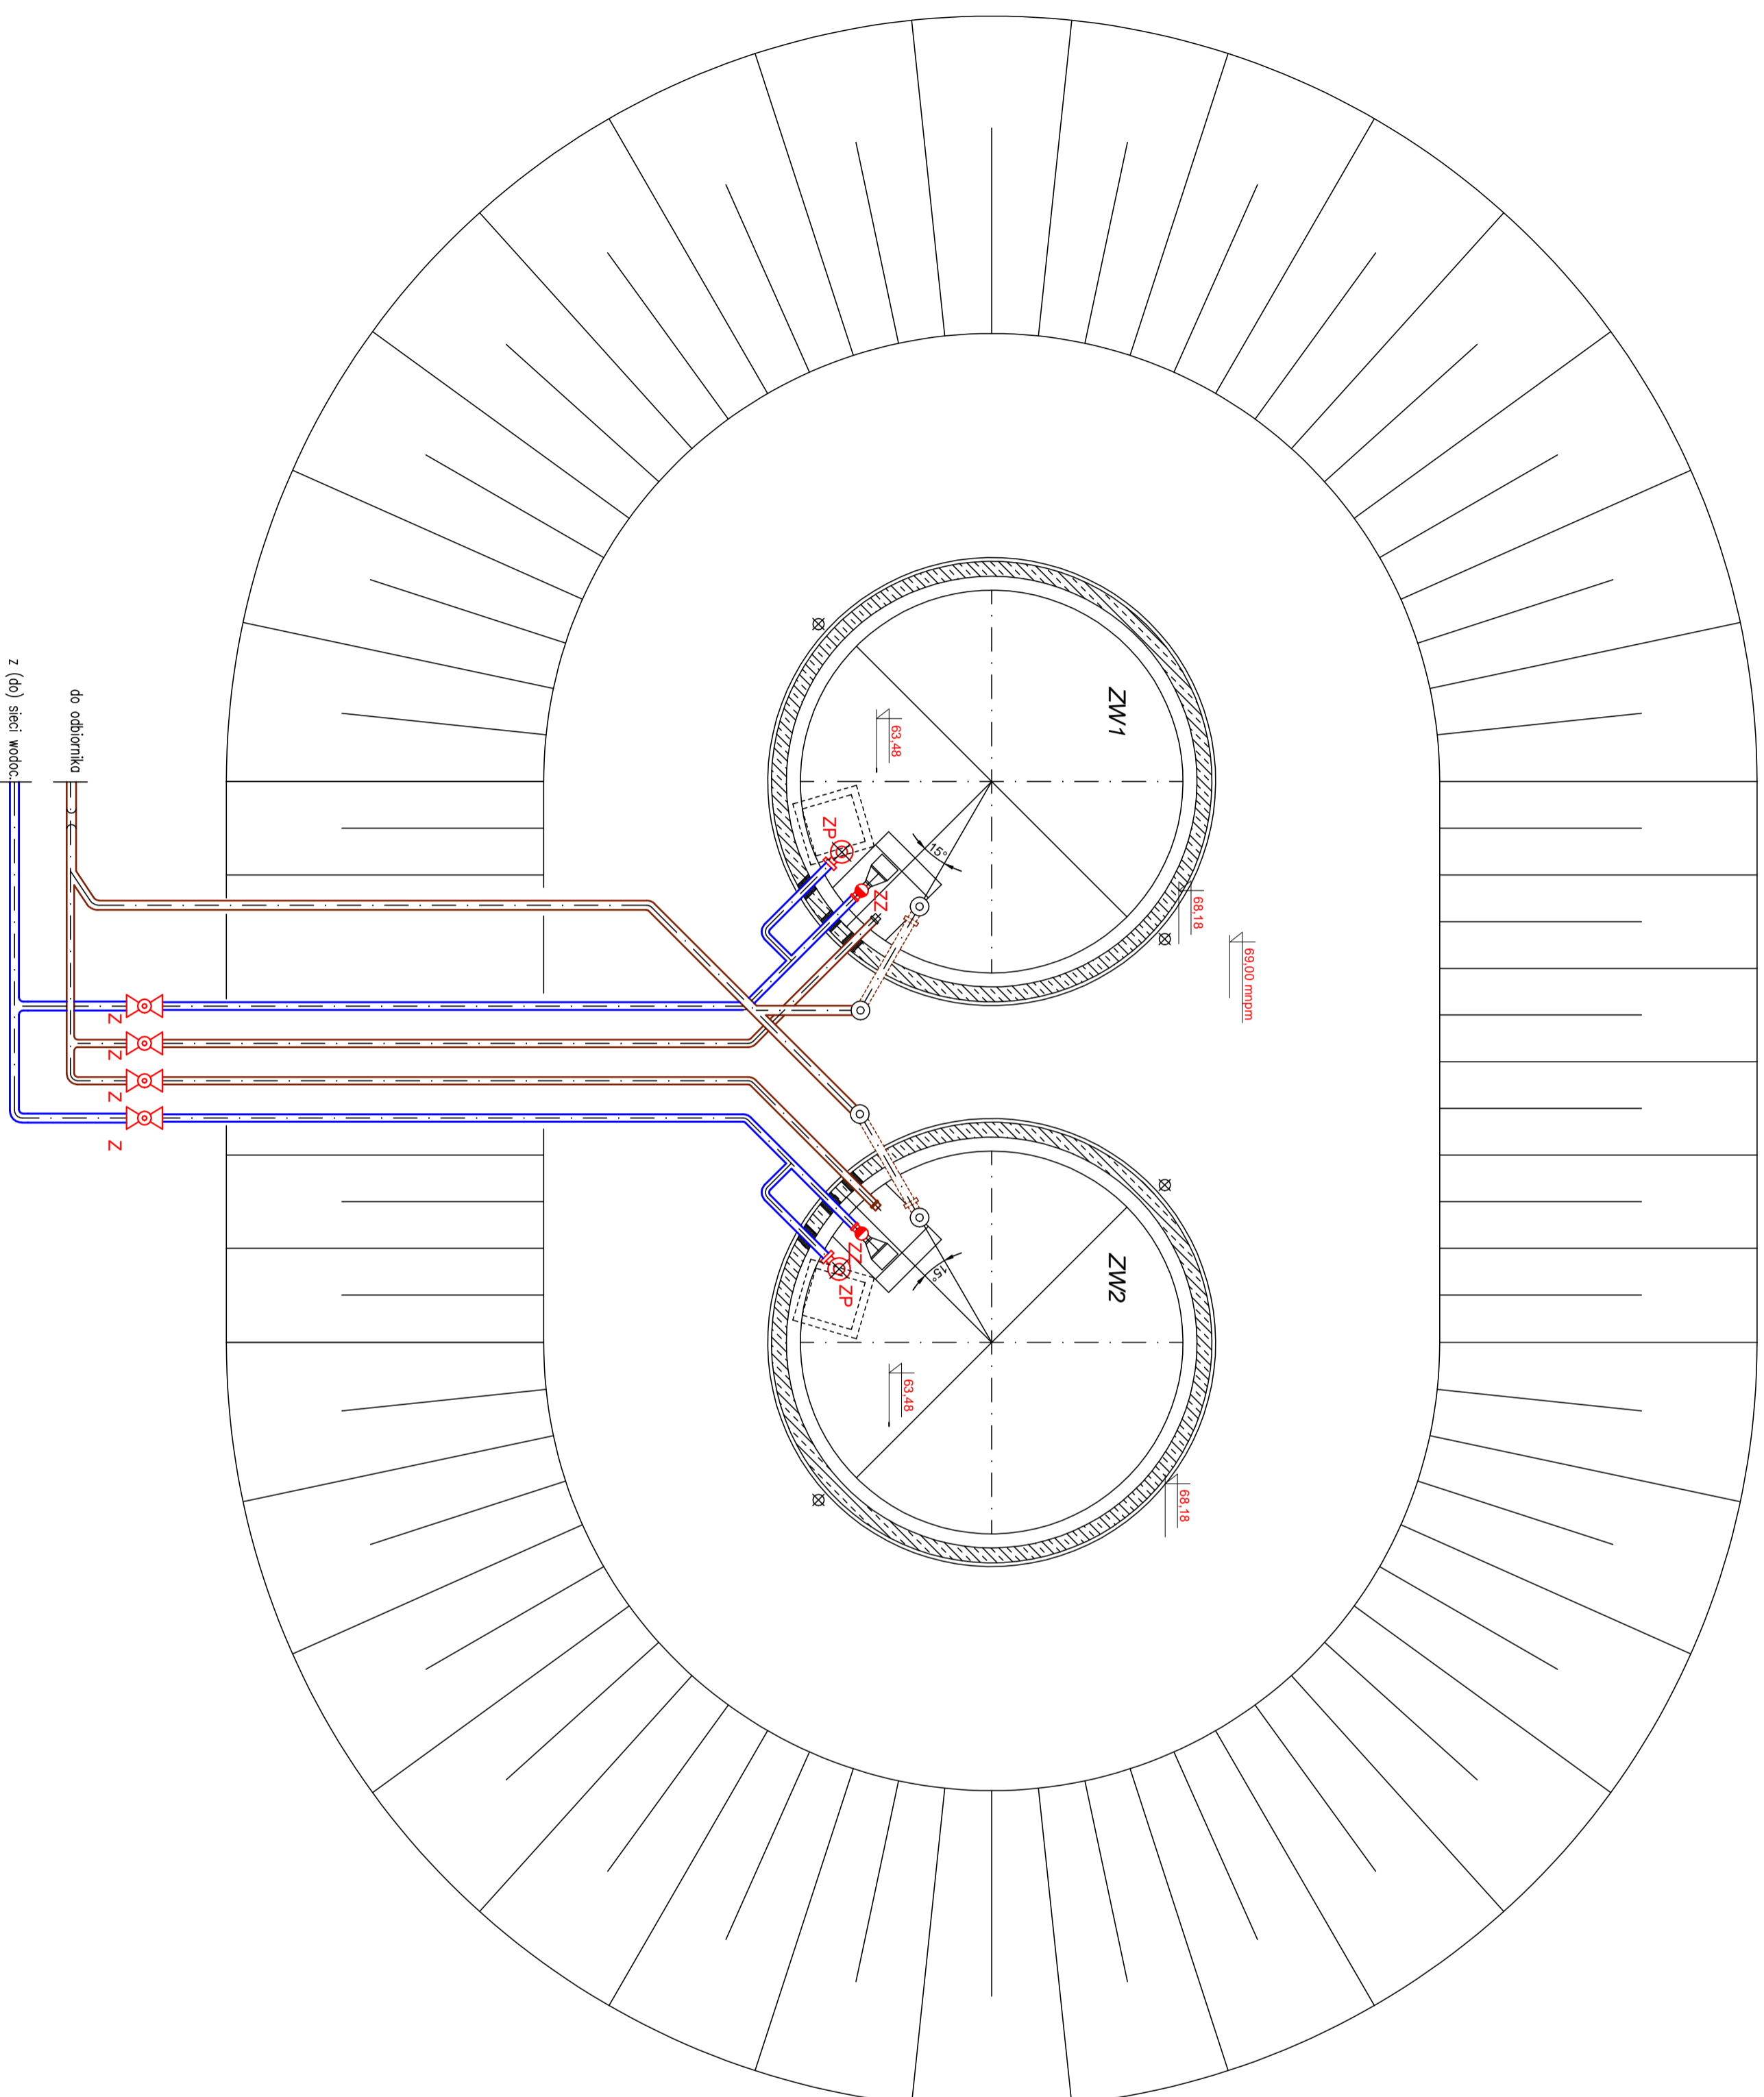 ZW1
63,48
ZP
ZZ
15°
68,18
69,00 mnpm
do odbiornika
z (do) sieci wodoc.
Z
Z
Z
Z
ZW2
15°
ZZ
ZP
63,48
68,18